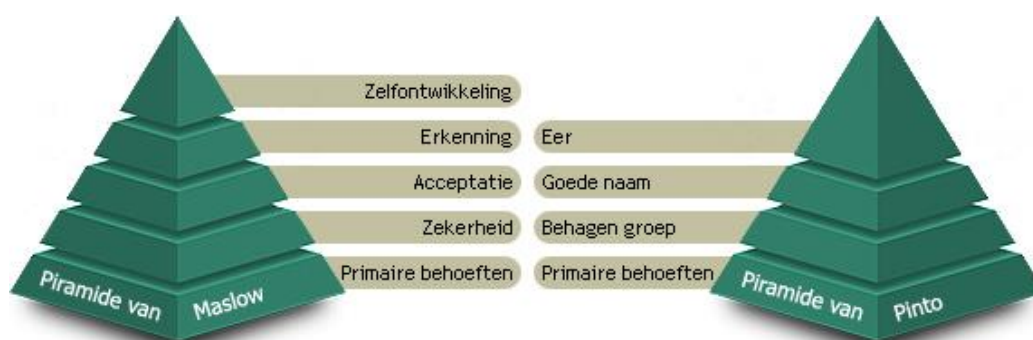 Zelfontwikkeling
Erkenning
Eer
Acceptatie
Goede naam
Zekerheid
Behagen groep
Primaire behoeften
Primaire behoeften
Piramide van Maslow
Piramide van Pinto